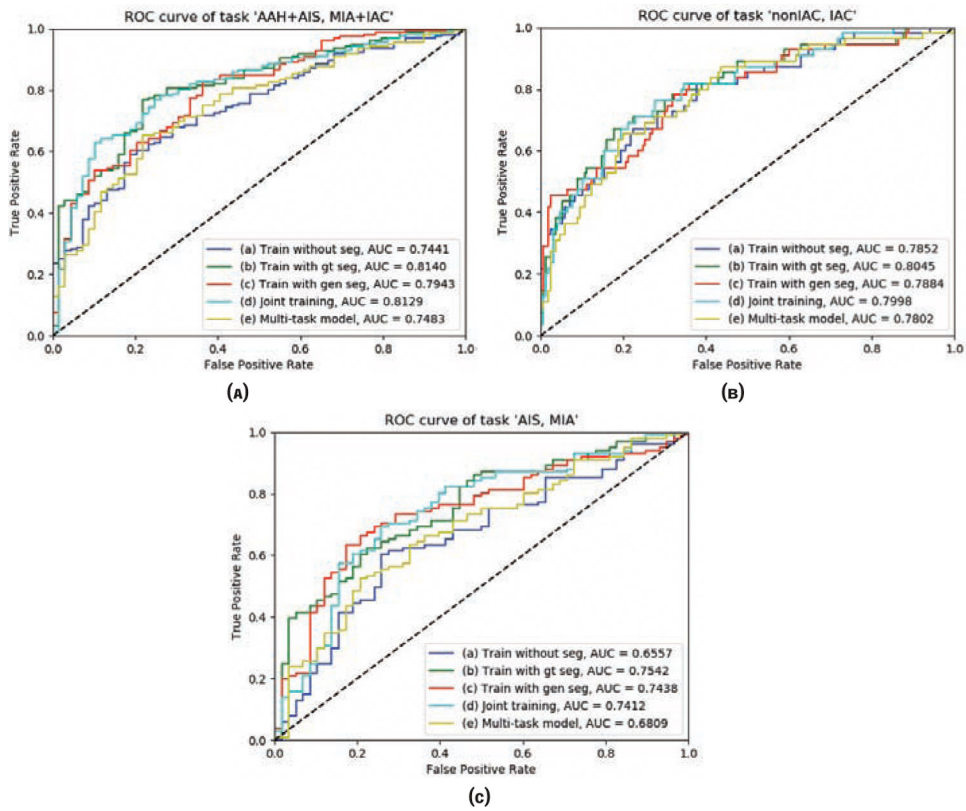 ROC curve of task 'AAH+AIS, MIA+IAC'
True Positive Rate
1.0
0.8
0.6
0.4
0.2
0.0
(a) Train without seg, AUC = 0.7441
(b) Train with gt seg, AUC = 0.8140
(c) Train with gen seg, AUC = 0.7943
(d) Joint training, AUC = 0.8129
(e) Multi-task model, AUC = 0.7483
0.0 0.2 0.4 0.6 0.8 1.0
False Positive Rate
(A)
ROC curve of task 'nonIAC, IAC'
True Positive Rate
1.0
0.8
0.6
0.4
0.2
0.0
(a) Train without seg, AUC = 0.7852
(b) Train with gt seg, AUC = 0.8045
(c) Train with gen seg, AUC = 0.7884
(d) Joint training, AUC = 0.7998
(e) Multi-task model, AUC = 0.7802
0.0 0.2 0.4 0.6 0.8 1.0
False Positive Rate
(B)
ROC curve of task 'AIS, MIA'
True Positive Rate
1.0
0.8
0.6
0.4
0.2
0.0
(a) Train without seg, AUC = 0.6557
(b) Train with gt seg, AUC = 0.7542
(c) Train with gen seg, AUC = 0.7438
(d) Joint training, AUC = 0.7412
(e) Multi-task model, AUC = 0.6809
0.0 0.2 0.4 0.6 0.8 1.0
False Positive Rate
(C)